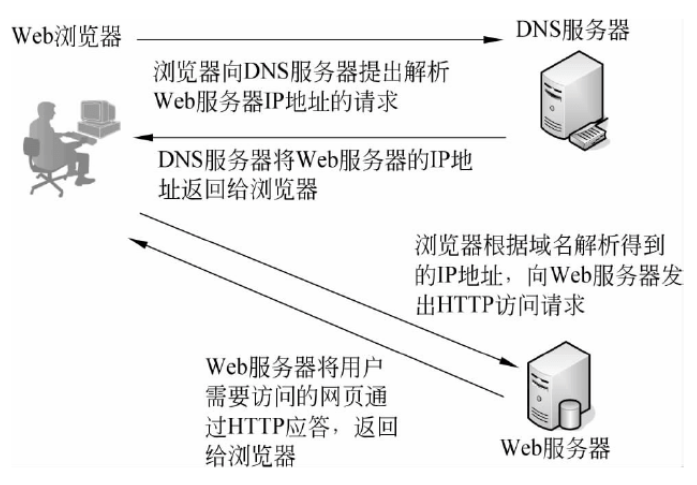 Web浏览器
DNS服务器
浏览器向DNS服务器提出解析
Web服务器IP地址的请求
DNS服务器将Web服务器的IP地
址返回给浏览器
浏览器根据域名解析得到
的IP地址，向Web服务器发
出HTTP访问请求
Web服务器将用户
需要访问的网页通
过HTTP应答，返回
给浏览器
Web服务器